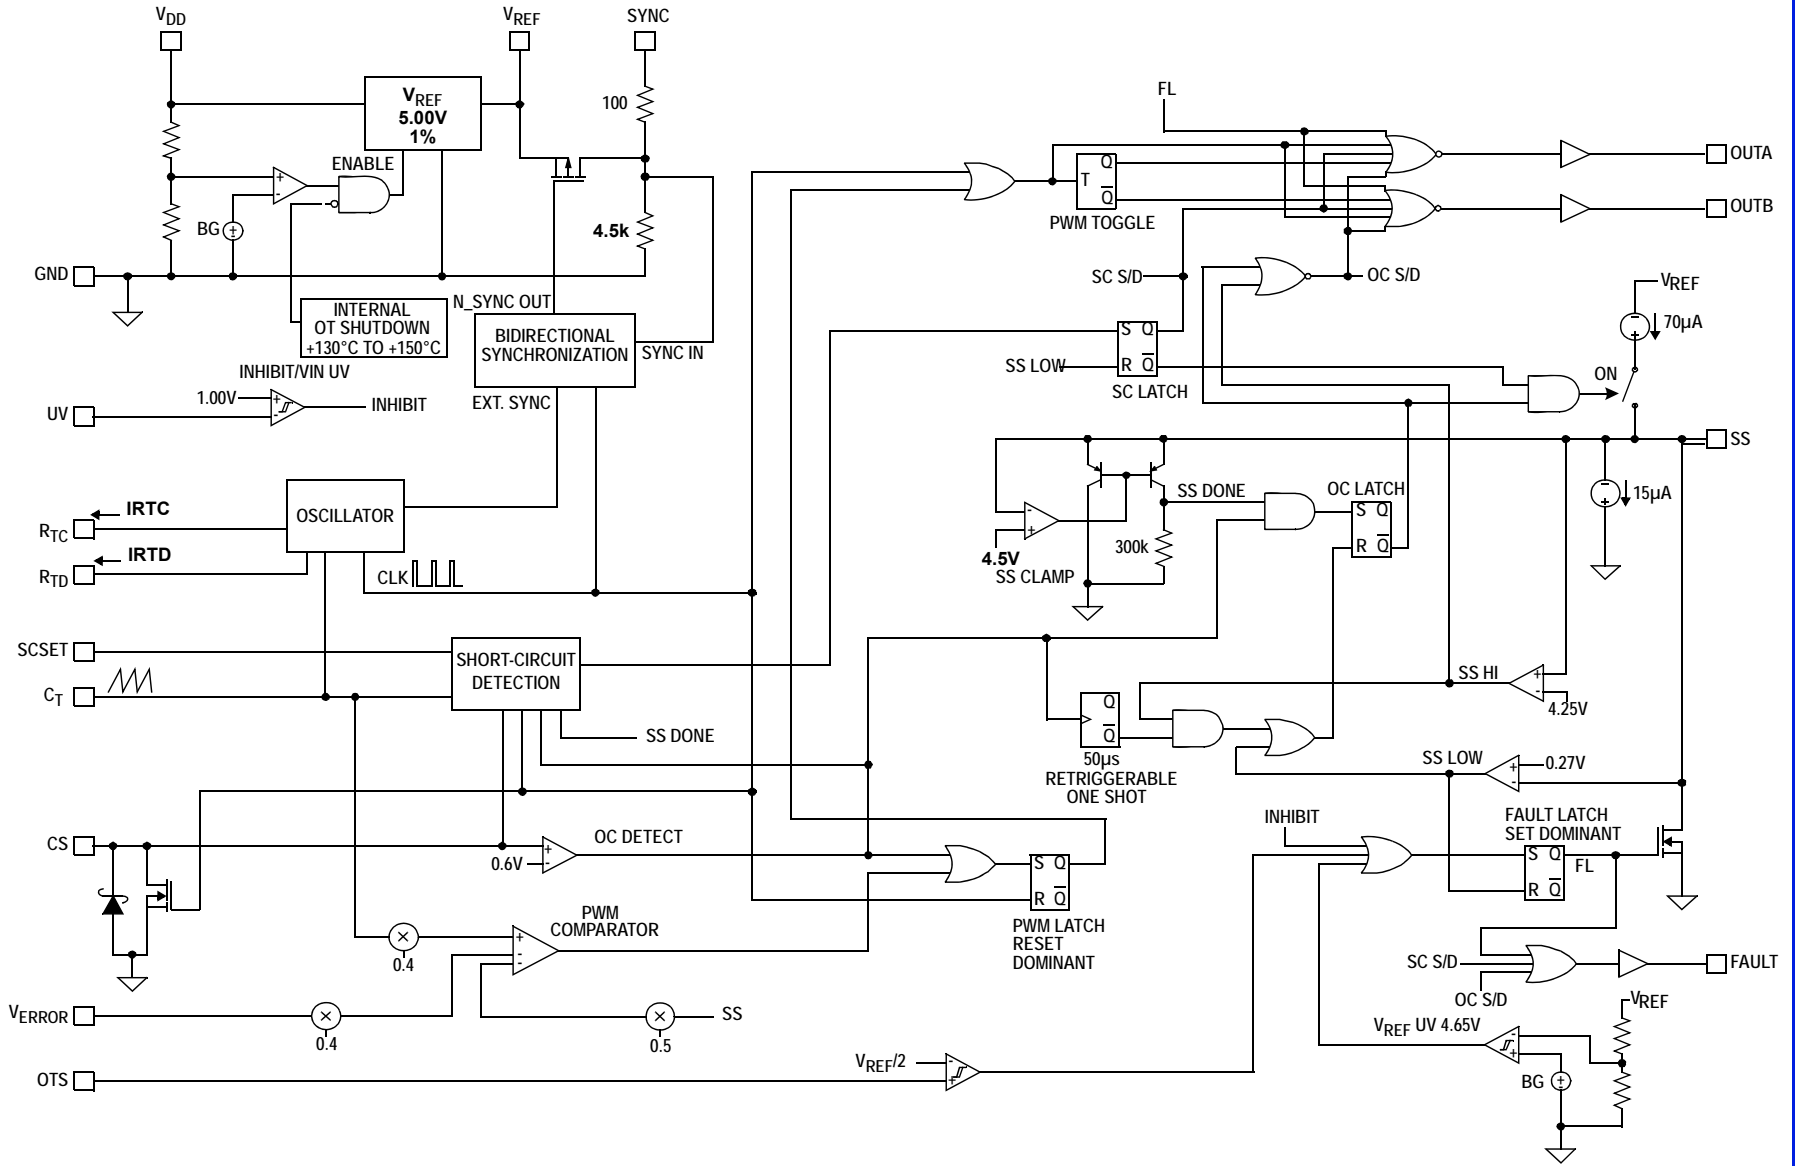 VDD
VREF
SYNC
VREF
5.00V
1%
100
FL
ENABLE
+
-
BG
4.5k
GND
INTERNAL
OT SHUTDOWN
+130°C TO +150°C
N_SYNC OUT
BIDIRECTIONAL
SYNCHRONIZATION
SYNC IN
EXT. SYNC
T
Q
Q
PWM TOGGLE
OUTA
OUTB
SC S/D
OC S/D
VREF
70µA
INHIBIT/VIN UV
1.00V
+
-
INHIBIT
UV
S Q
R Q
SS LOW
SC LATCH
ON
SS
15µA
IRTC
RTC
IRTD
RTD
OSCILLATOR
CLK
-
+
4.5V
SS CLAMP
300k
SS DONE
OC LATCH
S Q
R Q
SCSET
CT
SHORT-CIRCUIT
DETECTION
SS DONE
Q
Q
50µs
RETRIGGERABLE
ONE SHOT
SS HI
+
-
4.25V
SS LOW
+
-
0.27V
CS
0.6V
+
-
OC DETECT
S Q
R Q
PWM LATCH
RESET
DOMINANT
INHIBIT
FAULT LATCH
SET DOMINANT
S Q
R Q
FL
0.4
PWM
COMPARATOR
+
-
-
SC S/D
OC S/D
FAULT
VERROR
0.4
0.5
SS
VREF
VREF UV 4.65V
-
+
BG
OTS
VREF/2
-
+